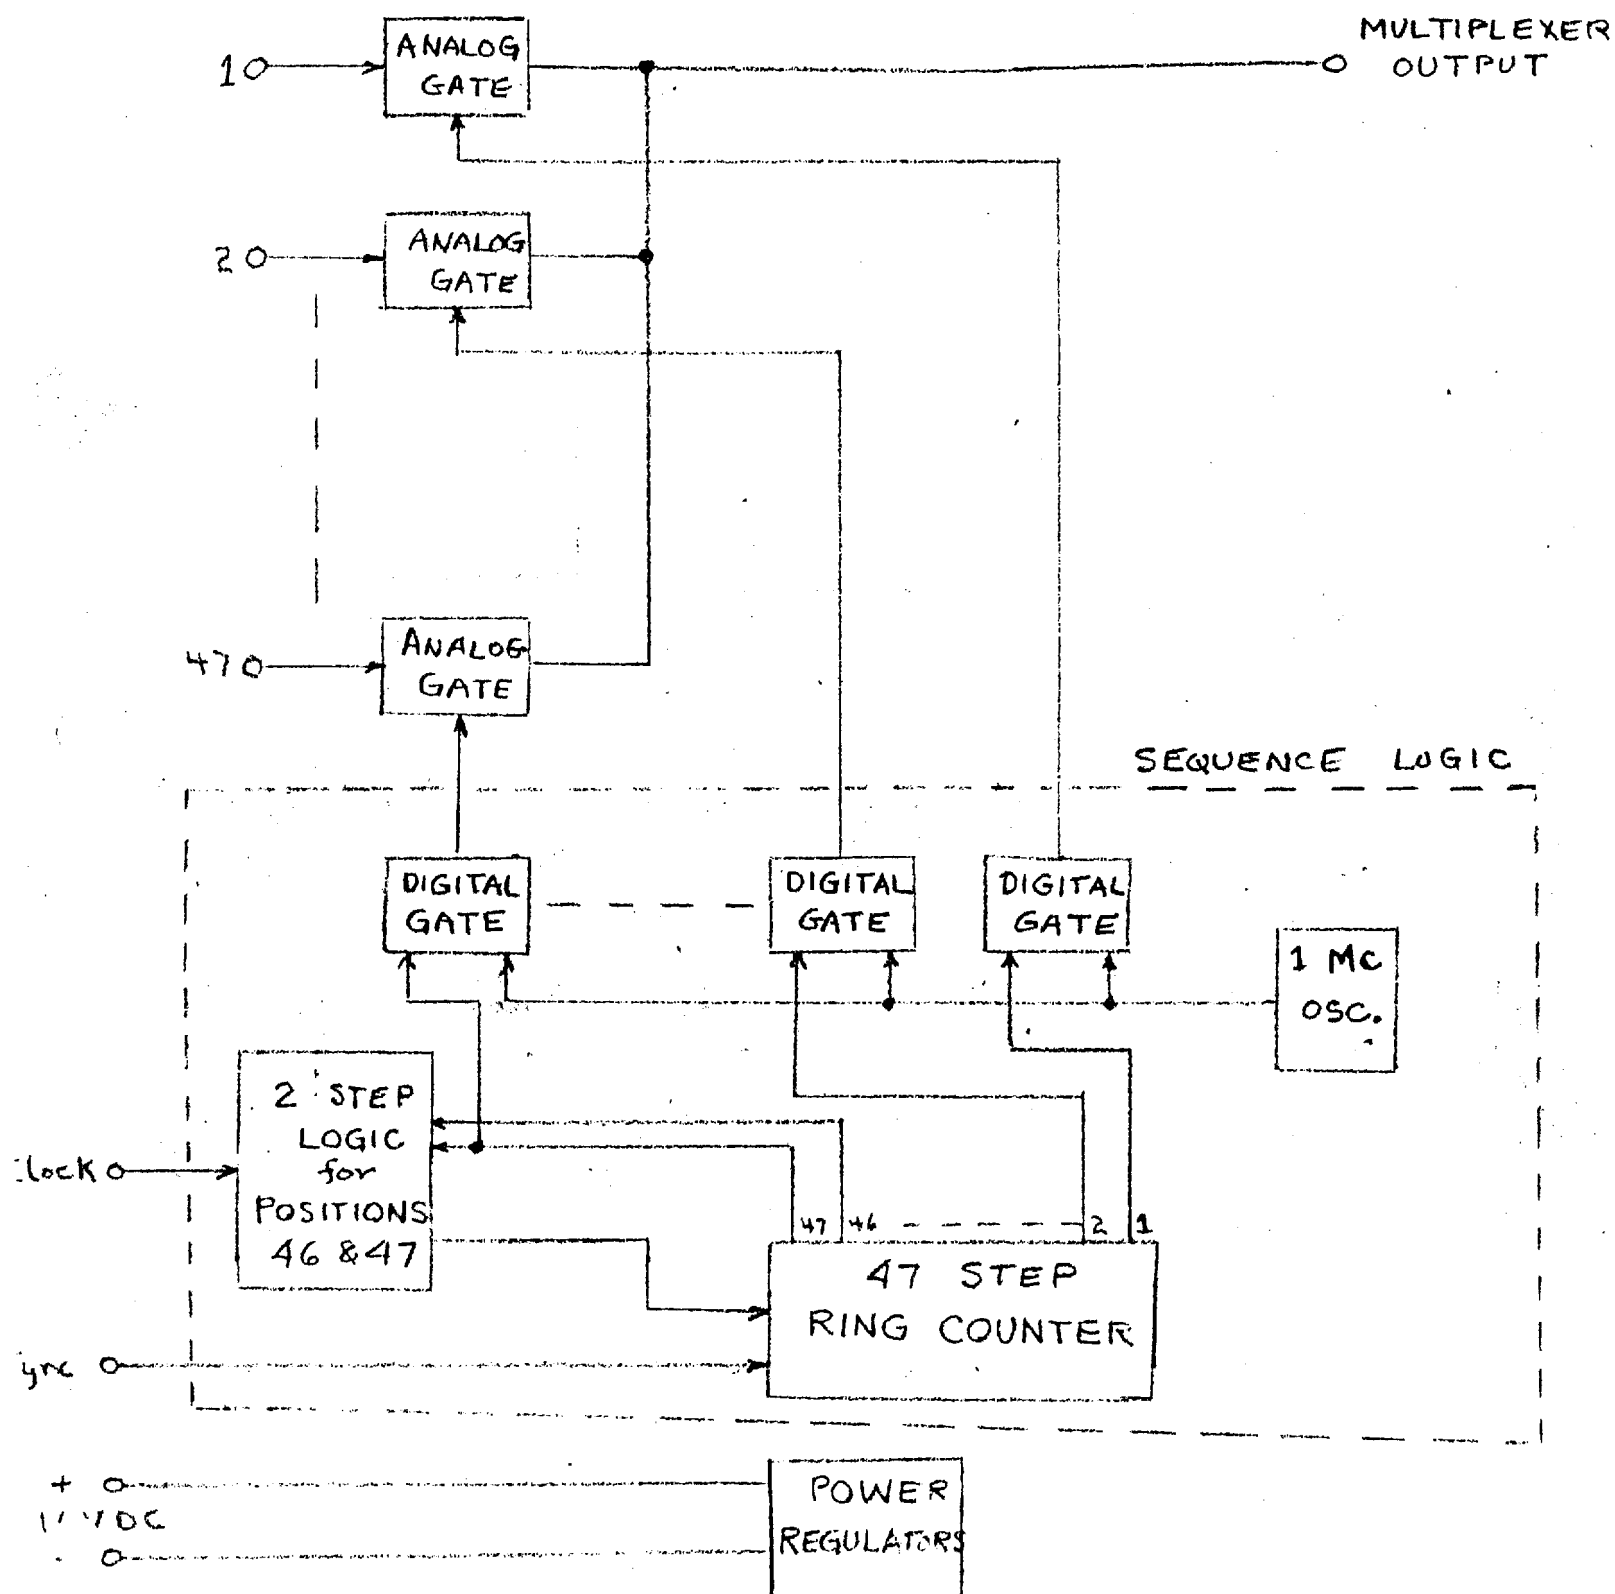 MULTIPLEXER
OUTPUT
1
ANALOG
GATE
2
ANALOG
GATE
47
ANALOG
GATE
SEQUENCE LOGIC
DIGITAL
GATE
DIGITAL
GATE
DIGITAL
GATE
1 MC
OSC.
2 STEP
LOGIC
for
POSITIONS
46 & 47
lock
47
46
2
1
47 STEP
RING COUNTER
+
VDC
-
POWER
REGULATORS